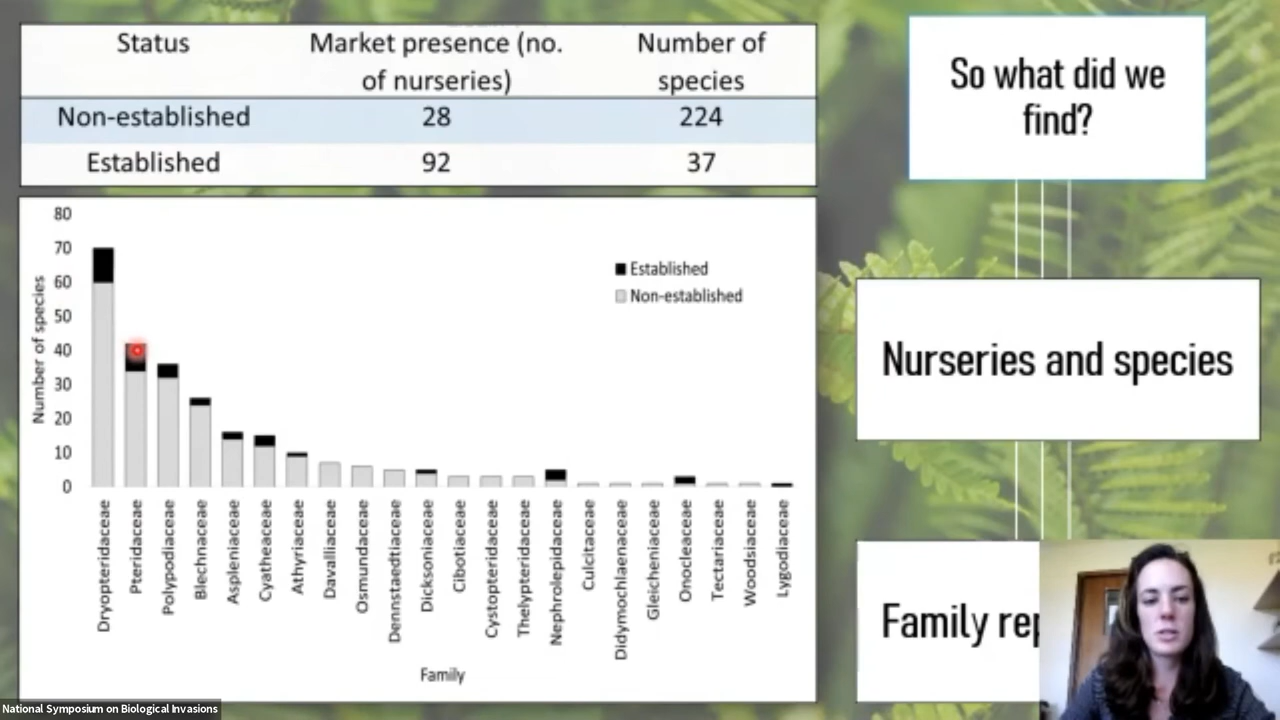 Status Market presence (no. of nurseries) Number of species
Non-established 28 224
Established 92 37
So what did we
find?
Nurseries and species
Family rep
80
70
60
50
40
30
20
10
0
Number of species
Established
Non-established
Dryopteridaceae
Pteridaceae
Polypodiaceae
Blechnaceae
Aspleniaceae
Cyatheaceae
Athyriaceae
Davalliaceae
Osmundaceae
Dennstaedtiaceae
Dicksoniaceae
Cibotiaceae
Cystopteridaceae
Thelypteridaceae
Nephrolepidaceae
Culcitaceae
Didymochlaenaceae
Gleicheniaceae
Onocleaceae
Tectariaceae
Woodsiaceae
Lygodiaceae
Family
National Symposium on Biological Invasions